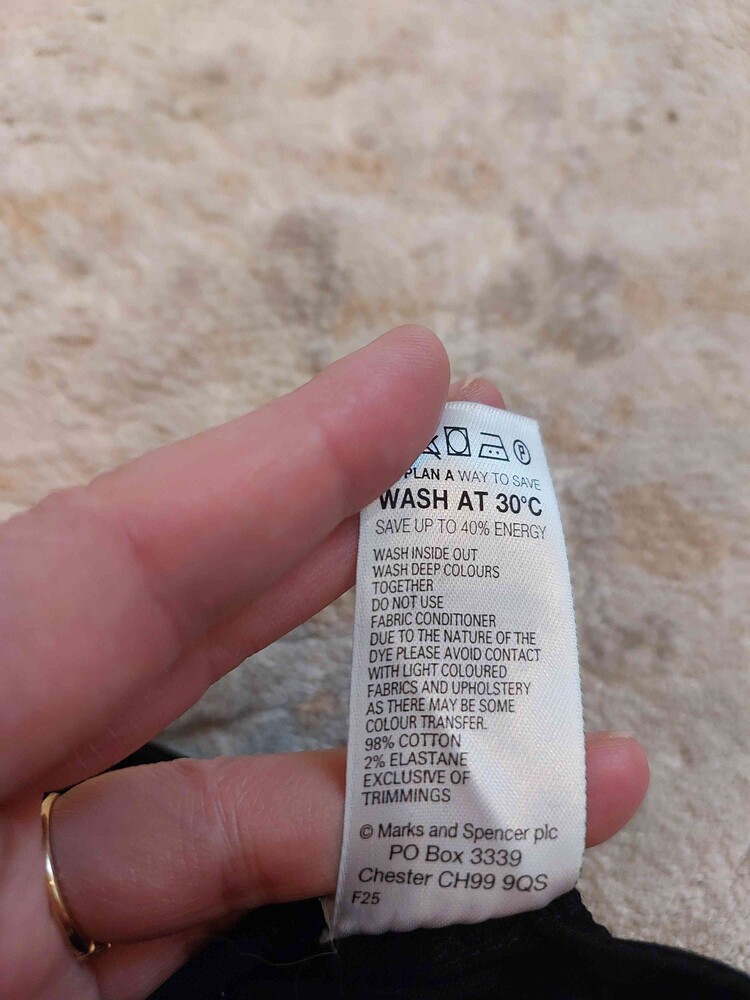 P
PLAN A WAY TO SAVE
WASH AT 30°C
SAVE UP TO 40% ENERGY
WASH INSIDE OUT
WASH DEEP COLOURS
TOGETHER
DO NOT USE
FABRIC CONDITIONER
DUE TO THE NATURE OF THE
DYE PLEASE AVOID CONTACT
WITH LIGHT COLOURED
FABRICS AND UPHOLSTERY
AS THERE MAY BE SOME
COLOUR TRANSFER.
98% COTTON
2% ELASTANE
EXCLUSIVE OF
TRIMMINGS
© Marks and Spencer plc
PO Box 3339
Chester CH99 9QS
F25